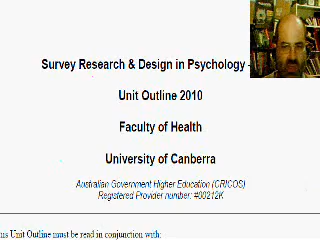 Survey Research & Design in Psychology -
Unit Outline 2010
Faculty of Health
University of Canberra
Australian Government Higher Education (CRICOS)
Registered Provider number: #00212K
his Unit Outline must be read in conjunction with: